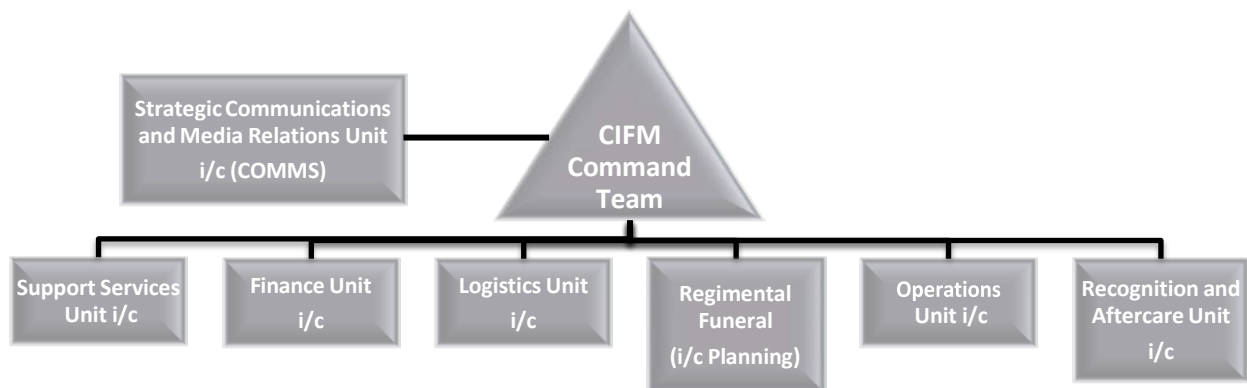 Strategic Communications
and Media Relations Unit
i/c (COMMS)
CIFM
Command
Team
Support Services
Unit i/c
Finance Unit
i/c
Logistics Unit
i/c
Regimental
Funeral
(i/c Planning)
Operations
Unit i/c
Recognition and
Aftercare Unit
i/c